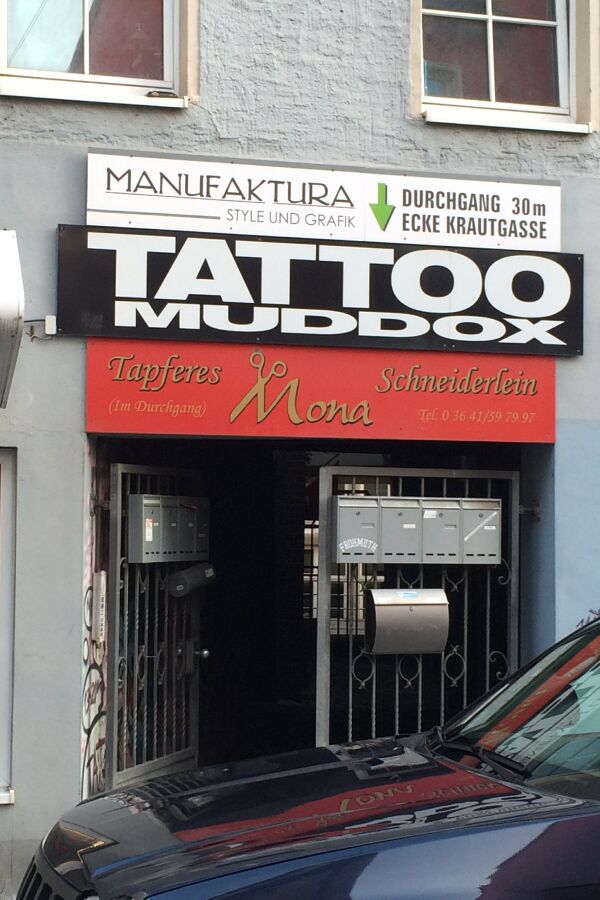 MANUFAKTURA
STYLE UND GRAFIK
DURCHGANG 30m
ECKE KRAUTGASSE
TATTOO
MUDDOX
Tapferes Mona Schneiderlein
(Im Durchgang) Tel. 0 36 41/59 79 97
FROHMUTH